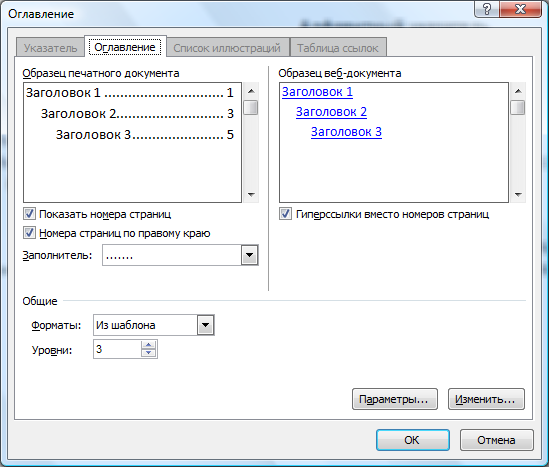 Оглавление
Указатель Оглавление Список иллюстраций Таблица ссылок
Образец печатного документа
Заголовок 1 ........................... 1
Заголовок 2........................ 3
Заголовок 3.................... 5
Показать номера страниц
Номера страниц по правому краю
Заполнитель: .......
Образец веб-документа
Заголовок 1
Заголовок 2
Заголовок 3
Гиперссылки вместо номеров страниц
Общие
Форматы: Из шаблона
Уровни: 3
Параметры... Изменить...
ОК Отмена